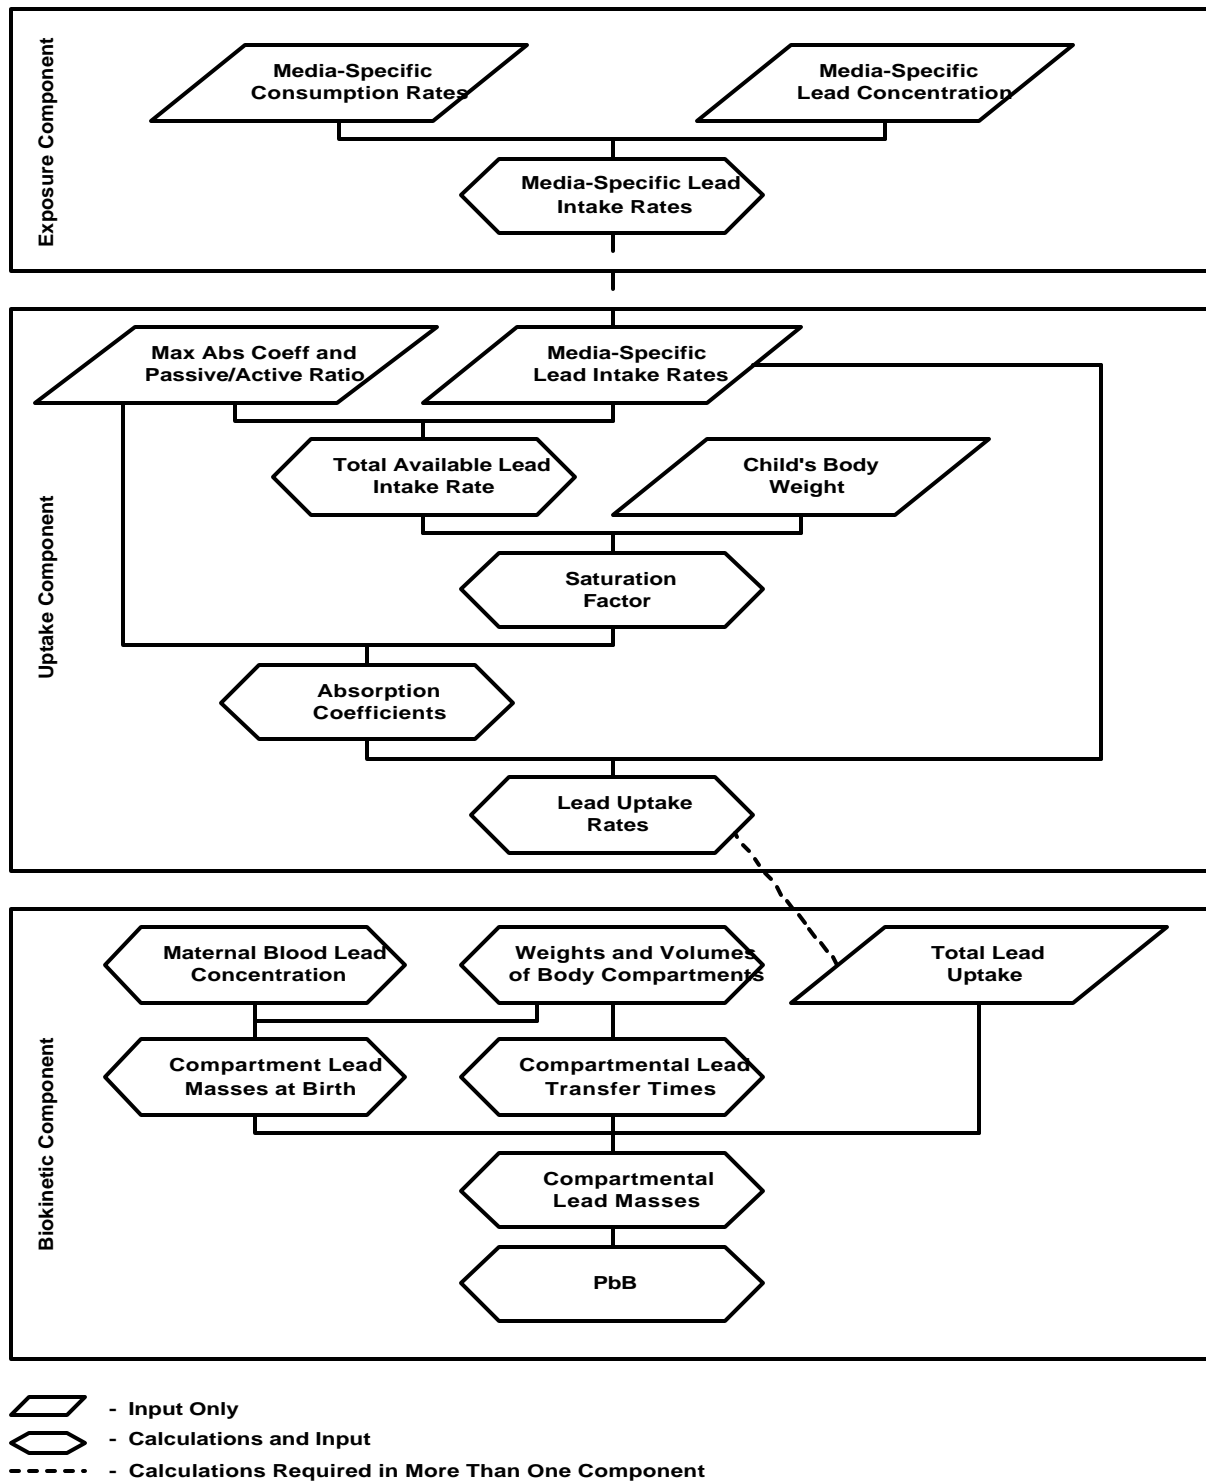 Exposure Component
Media-Specific
Consumption Rates
Media-Specific
Lead Concentration
Media-Specific Lead
Intake Rates
Uptake Component
Max Abs Coeff and
Passive/Active Ratio
Media-Specific
Lead Intake Rates
Total Available Lead
Intake Rate
Child's Body
Weight
Saturation
Factor
Absorption
Coefficients
Lead Uptake
Rates
Biokinetic Component
Maternal Blood Lead
Concentration
Weights and Volumes
of Body Compartments
Total Lead
Uptake
Compartment Lead
Masses at Birth
Compartmental Lead
Transfer Times
Compartmental
Lead Masses
PbB
- Input Only
- Calculations and Input
- Calculations Required in More Than One Component